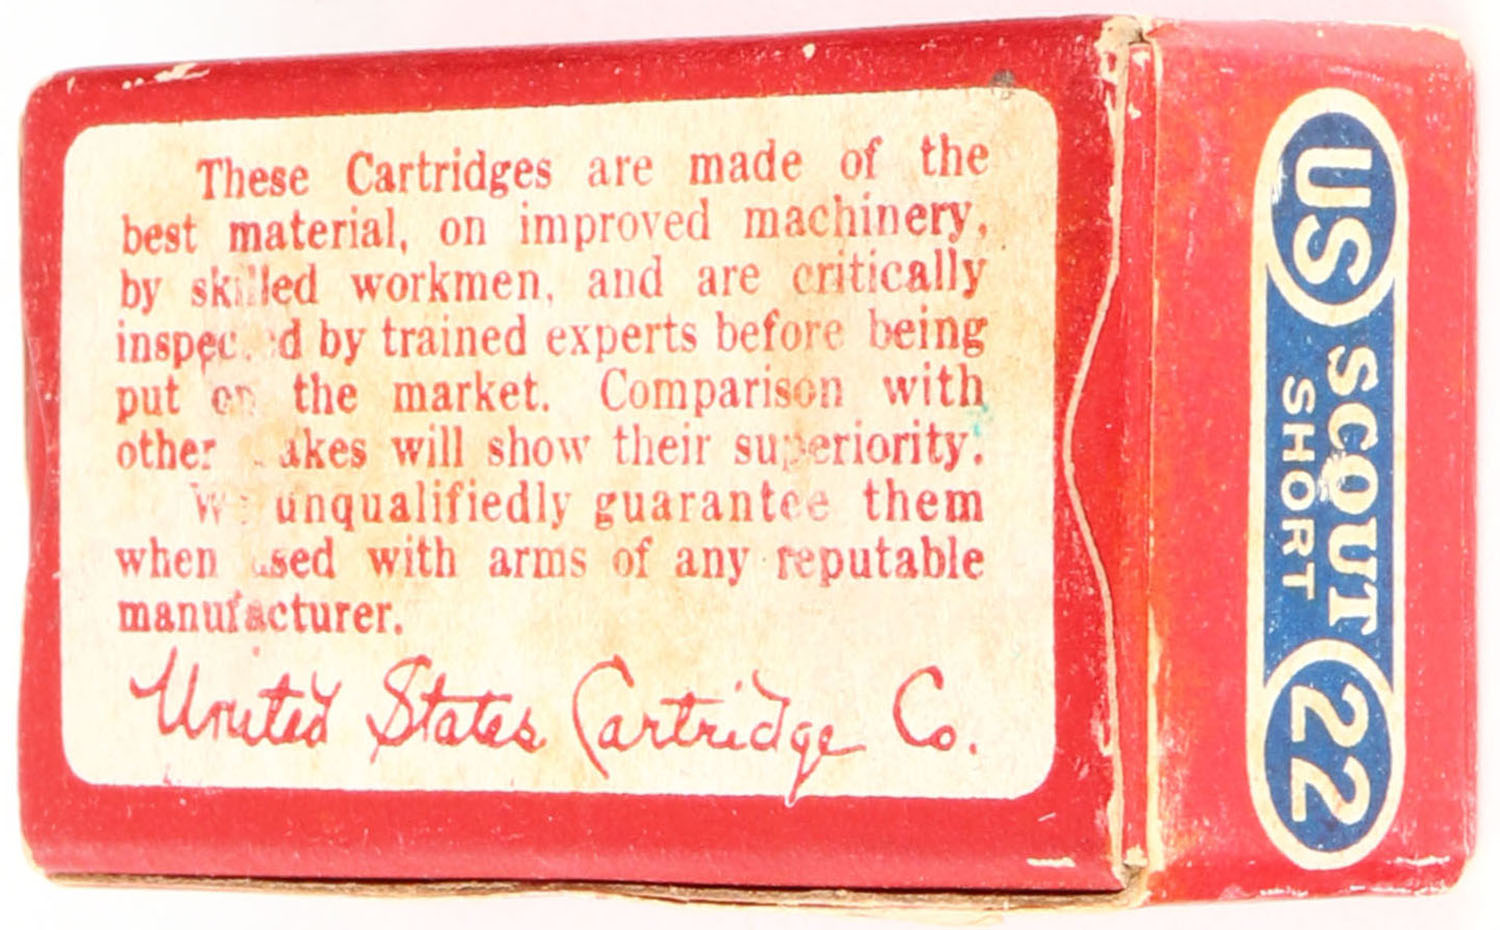 These Cartridges are made of the
best material, on improved machinery,
by skilled workmen, and are critically
inspected by trained experts before being
put on the market. Comparison with
other makes will show their superiority.
We unqualifiedly guarantee them
when used with arms of any reputable
manufacturer.
United States Cartridge Co.
US SCOUT 22
SHORT